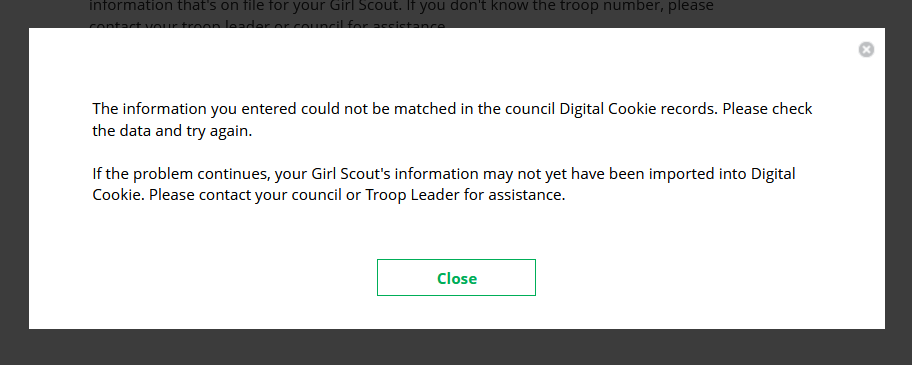 information that's on file for your Girl Scout. If you don't know the troop number, please
contact your troop leader or council for assistance
The information you entered could not be matched in the council Digital Cookie records. Please check
the data and try again.
If the problem continues, your Girl Scout's information may not yet have been imported into Digital
Cookie. Please contact your council or Troop Leader for assistance.
Close